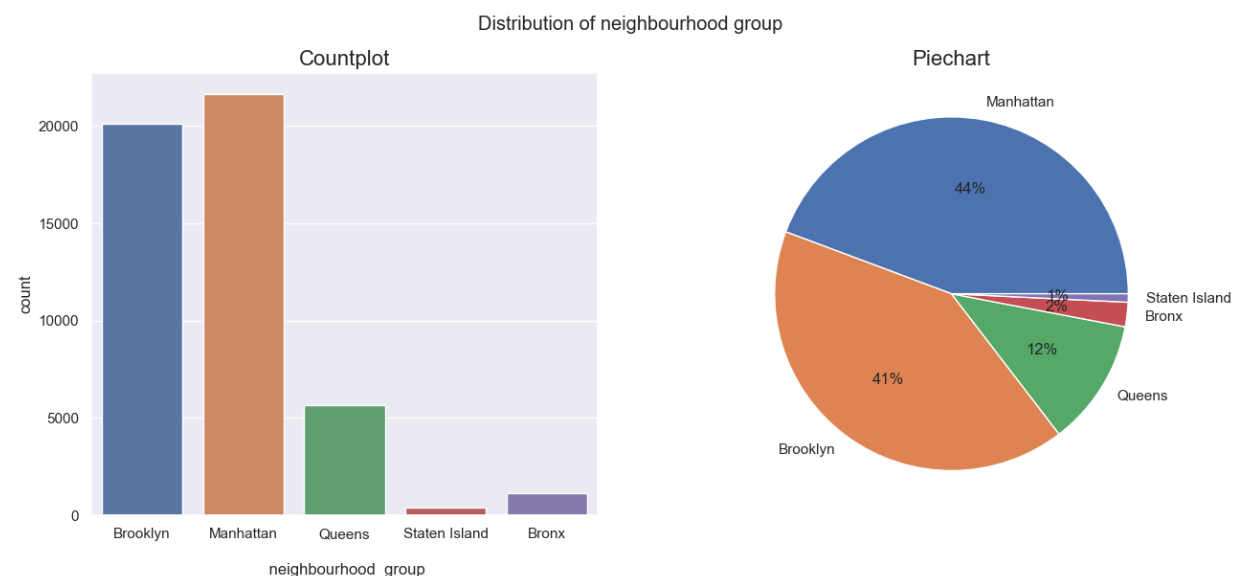 Distribution of neighbourhood group
Countplot
20000
15000
10000
5000
0
count
Brooklyn Manhattan Queens Staten Island Bronx
neighbourhood_group
Piechart
Manhattan
44%
1%
Staten Island
2%
Bronx
12%
41%
Queens
Brooklyn